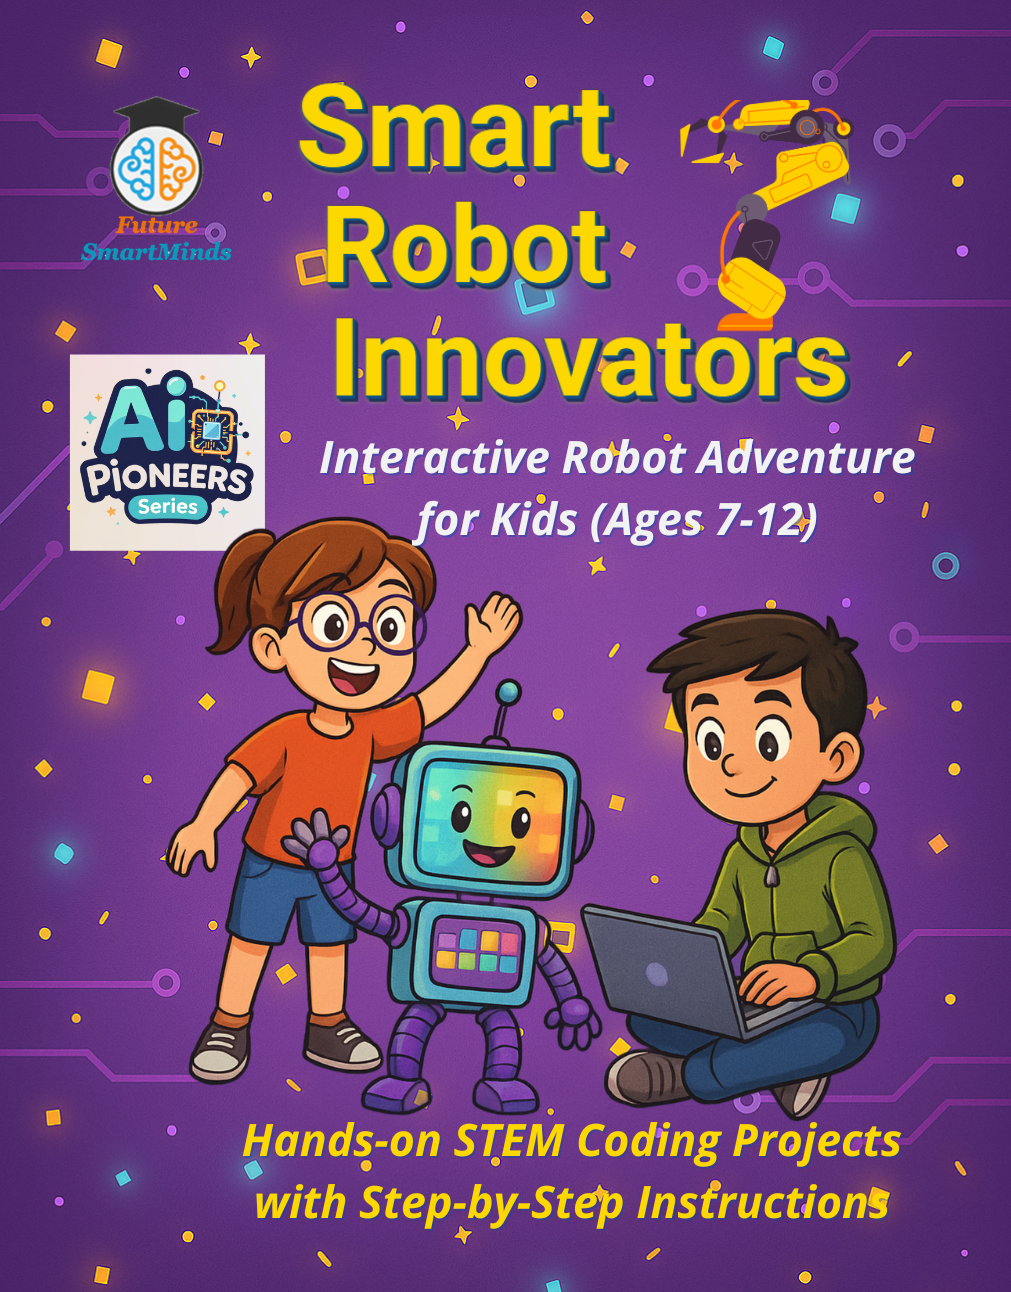 Smart
Robot
Innovators
Future
SmartMinds
Ai
PiONEERS
Series
Interactive Robot Adventure
for Kids (Ages 7-12)
Hands-on STEM Coding Projects
with Step-by-Step Instructions